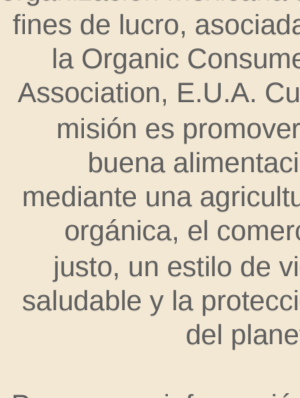 fines de lucro, asociada
la Organic Consume
Association, E.U.A. Cu
misión es promover
buena alimentaci
mediante una agricultu
orgánica, el comerc
justo, un estilo de vi
saludable y la protecci
del plane